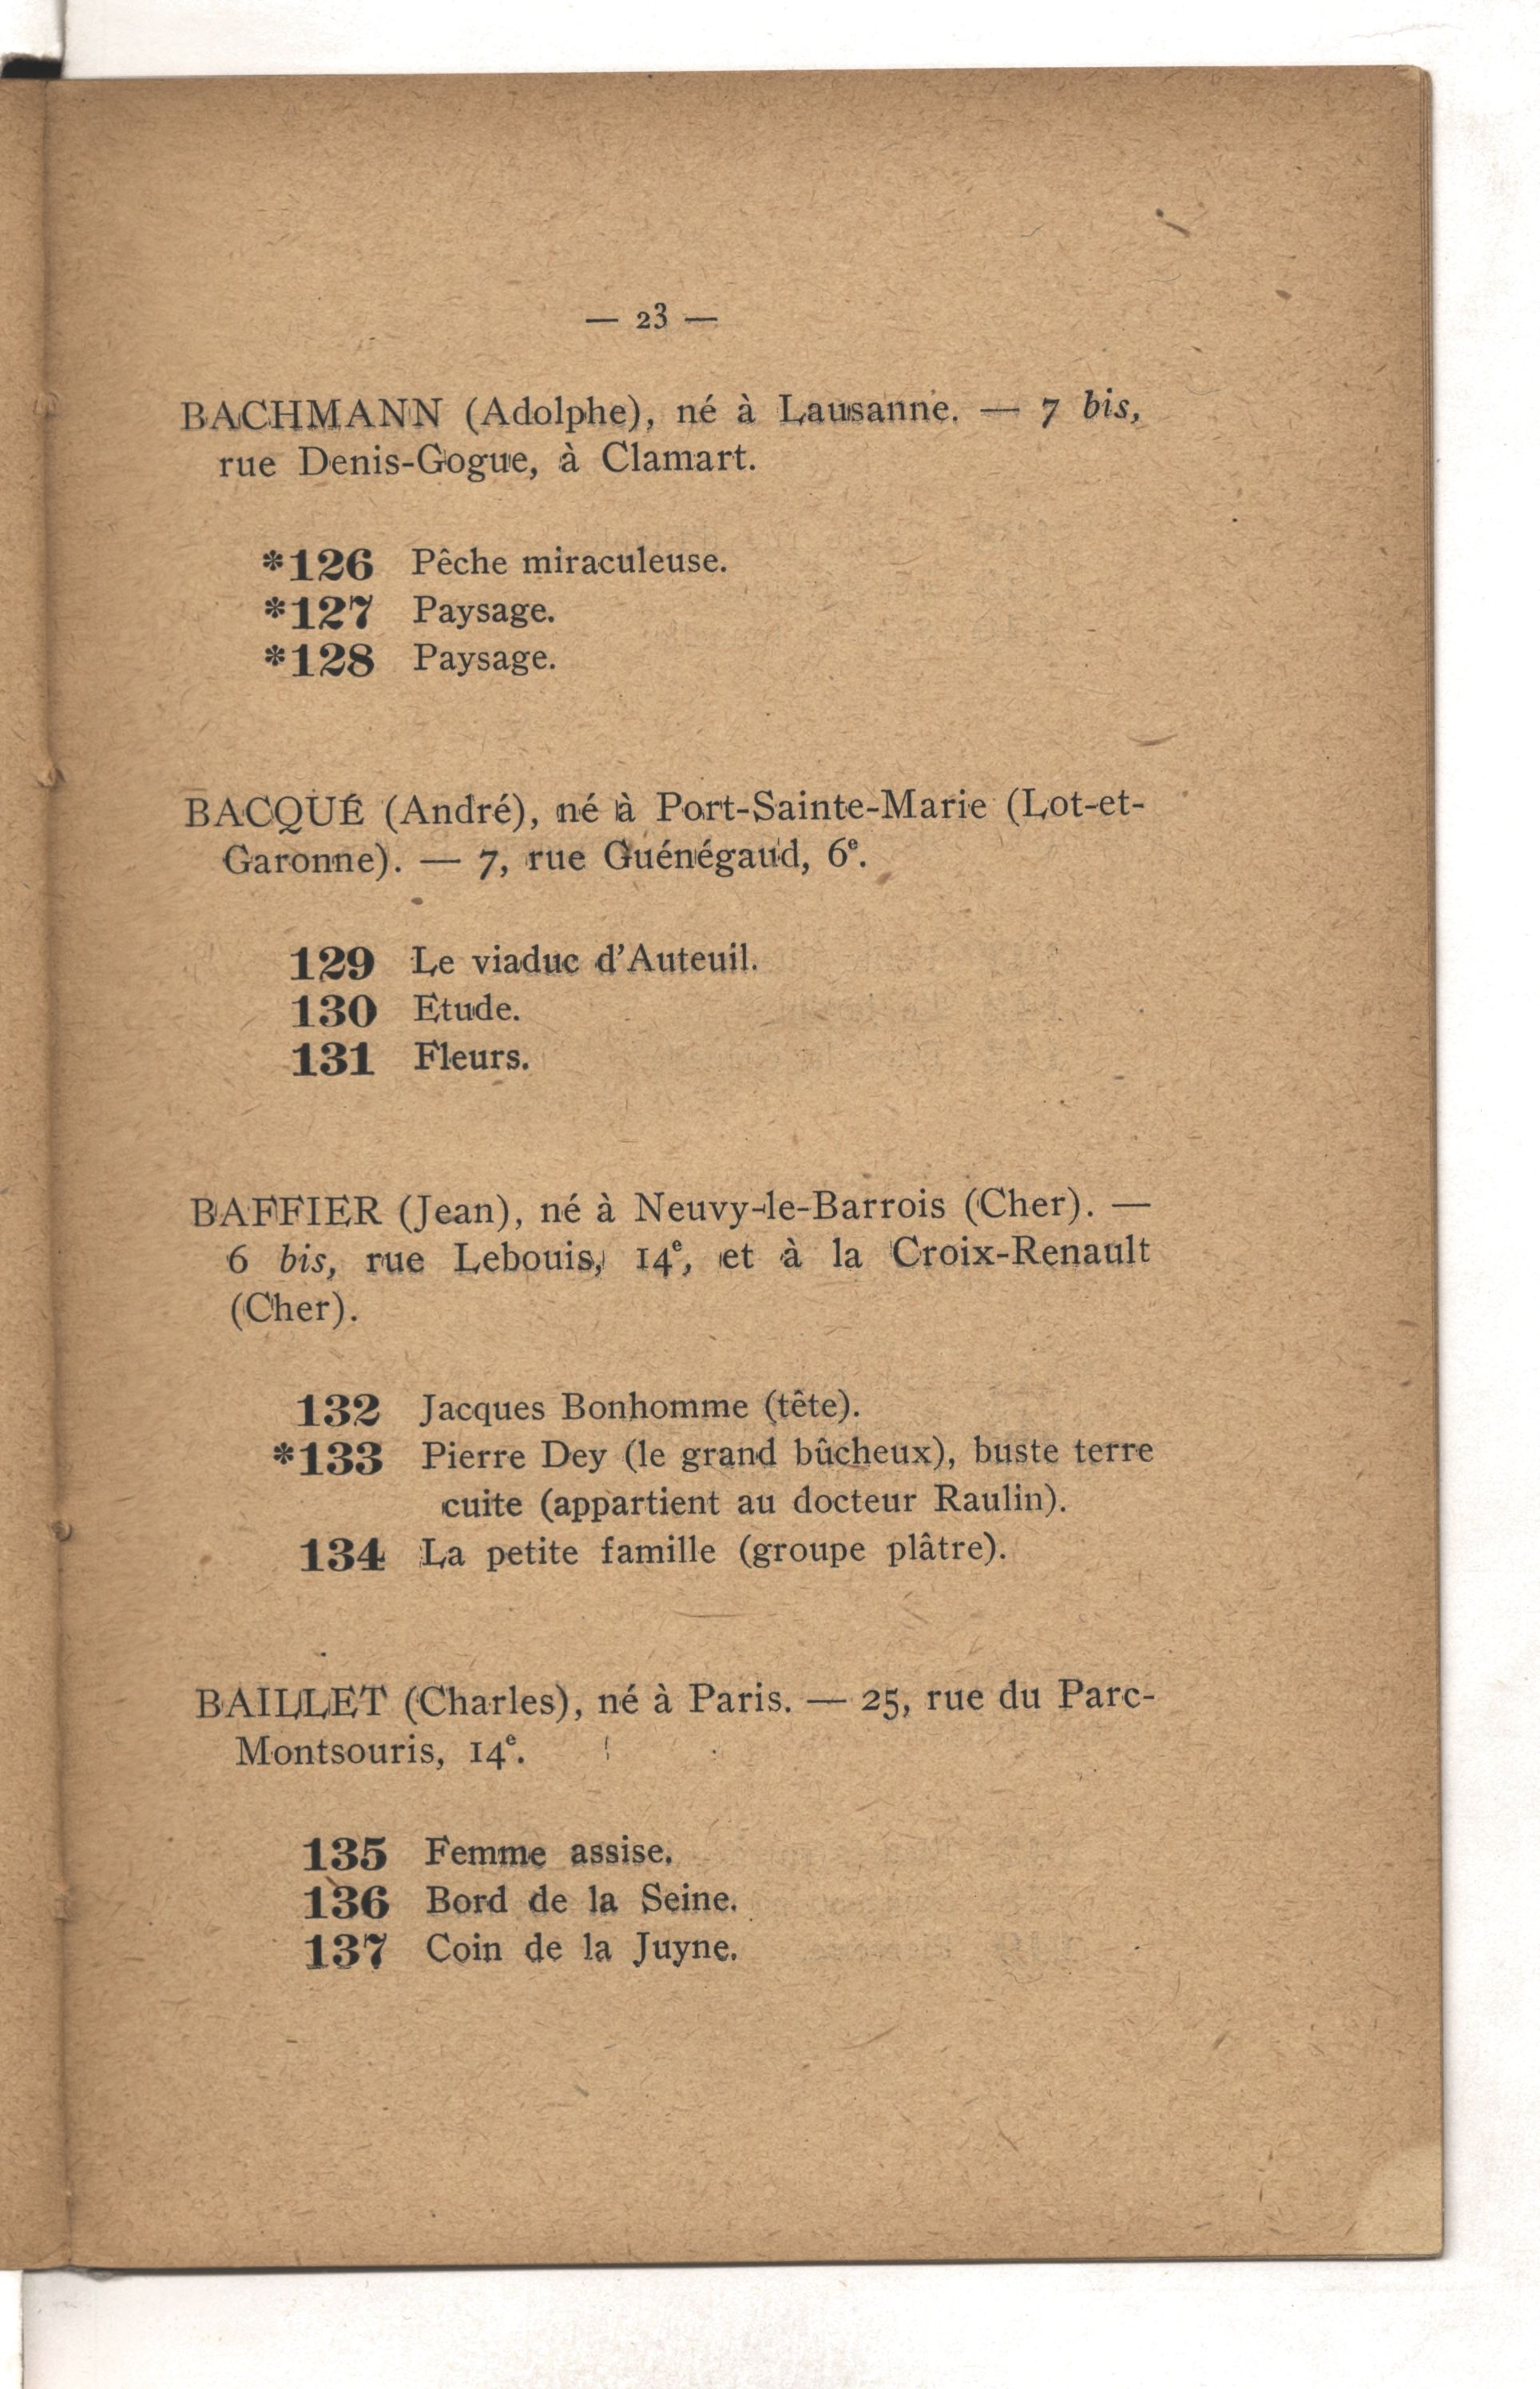 — 23 —
BACHMANN (Adolphe), né à Lausanne. — 7 bis,
rue Denis-Gogue, à Clamart.
*126 Pêche miraculeuse.
*127 Paysage.
*128 Paysage.
BACQUÉ (André), né à Port-Sainte-Marie (Lot-et-
Garonne). — 7, rue Guénégaud, 6e.
129 Le viaduc d'Auteuil.
130 Etude.
131 Fleurs.
BAFFIER (Jean), né à Neuvy-le-Barrois (Cher). —
6 bis, rue Lebouis, 14e, et à la Croix-Renault
(Cher).
132 Jacques Bonhomme (tête).
*133 Pierre Dey (le grand bûcheux), buste terre
cuite (appartient au docteur Raulin).
134 La petite famille (groupe plâtre).
BAILLET (Charles), né à Paris. — 25, rue du Parc-
Montsouris, 14e.
135 Femme assise.
136 Bord de la Seine.
137 Coin de la Juyne.